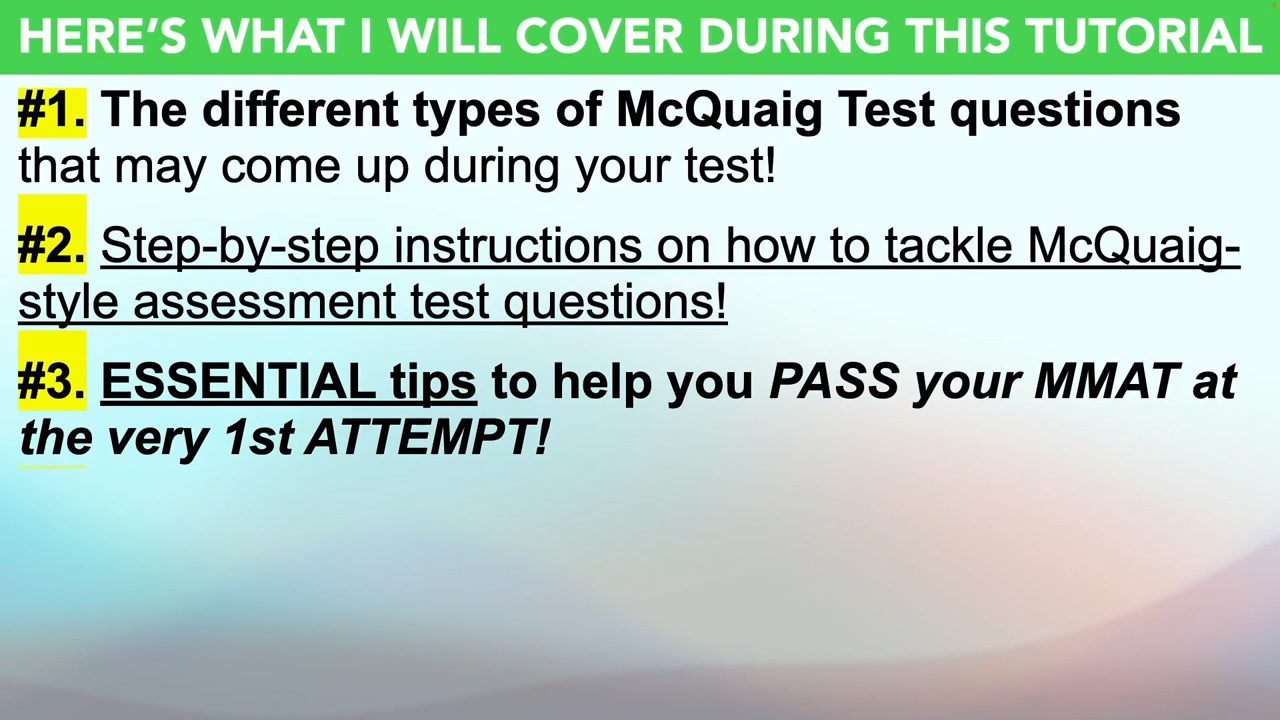 HERE'S WHAT I WILL COVER DURING THIS TUTORIAL
#1. The different types of McQuaig Test questions
that may come up during your test!
#2. Step-by-step instructions on how to tackle McQuaig-
style assessment test questions!
#3. ESSENTIAL tips to help you PASS your MMAT at
the very 1st ATTEMPT!